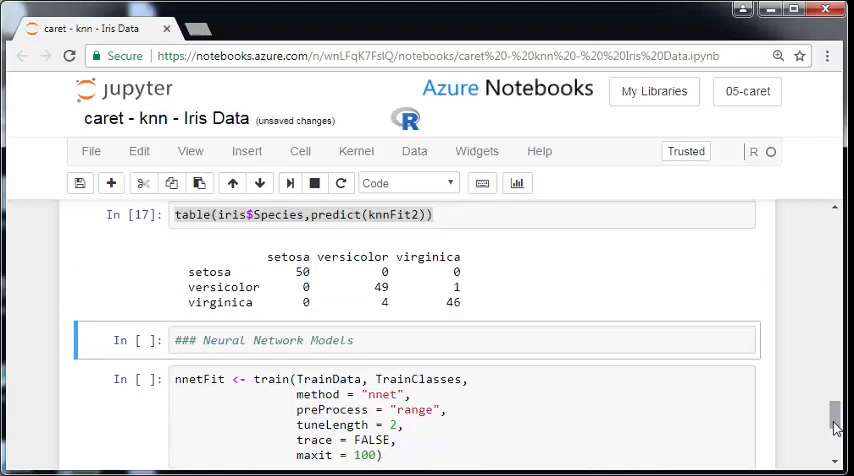 caret - knn - Iris Data
Secure https://notebooks.azure.com/n/wnLFqK7FsIQ/notebooks/caret%20-%20knn%20-%20%20Iris%20Data.ipynb
jupyter Azure Notebooks My Libraries 05-caret
caret - knn - Iris Data (unsaved changes) R
File Edit View Insert Cell Kernel Data Widgets Help Trusted R
Code
In [17]: table(iris$Species,predict(knnFit2))
setosa versicolor virginica
setosa 50 0 0
versicolor 0 49 1
virginica 0 4 46
In [ ]: ### Neural Network Models
In [ ]: nnetFit <- train(TrainData, TrainClasses,
method = "nnet",
preProcess = "range",
tuneLength = 2,
trace = FALSE,
maxit = 100)